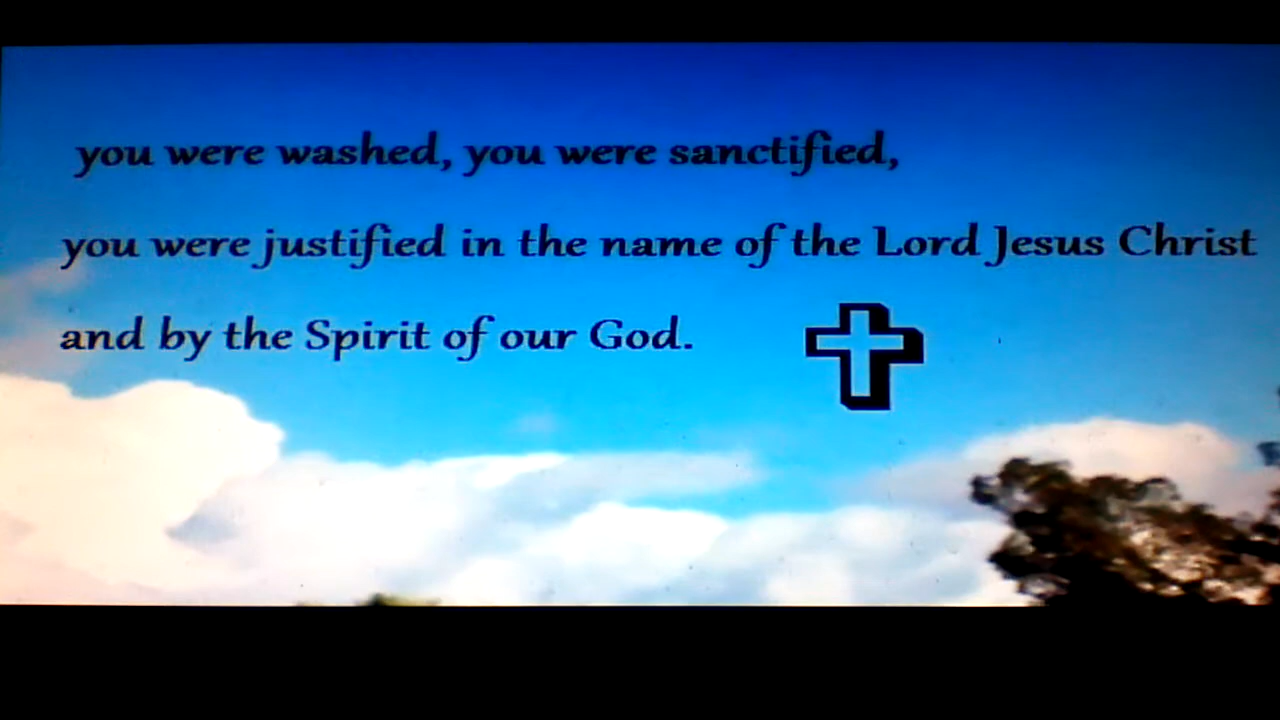 you were washed, you were sanctified,
you were justified in the name of the Lord Jesus Christ
and by the Spirit of our God.